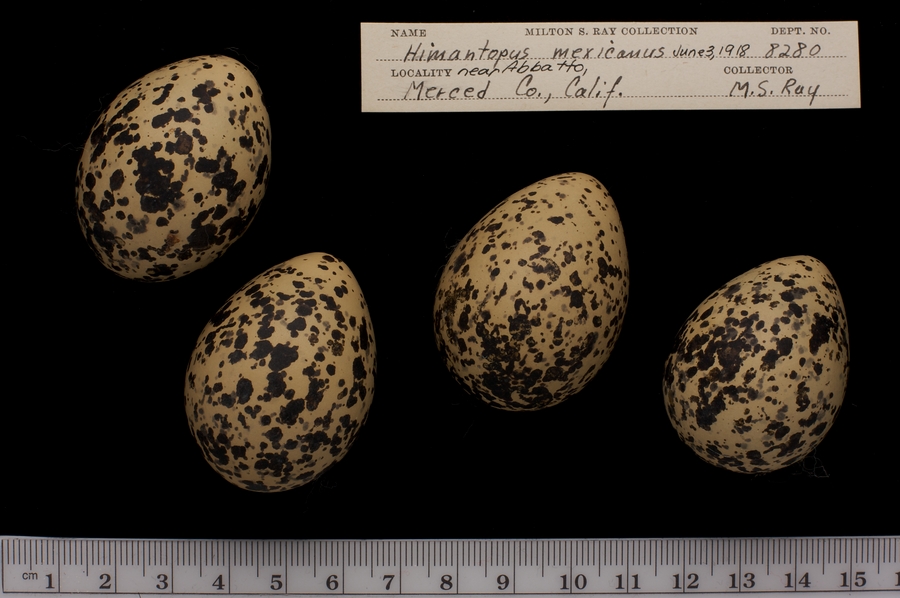 NAME MILTON S. RAY COLLECTION DEPT. NO.
Himantopus mexicanus June 3, 1918 8280
LOCALITY near Abbatto, COLLECTOR
Merced Co., Calif. M.S. Ray
cm 1 2 3 4 5 6 7 8 9 10 11 12 13 14 15 1